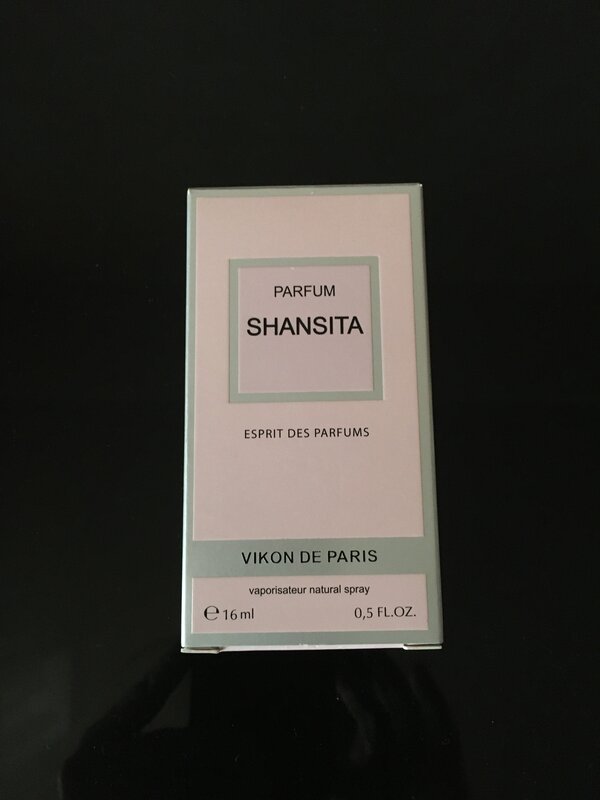 PARFUM
SHANSITA
ESPRIT DES PARFUMS
VIKON DE PARIS
vaporisateur natural spray
℮ 16 ml 0,5 FL.OZ.